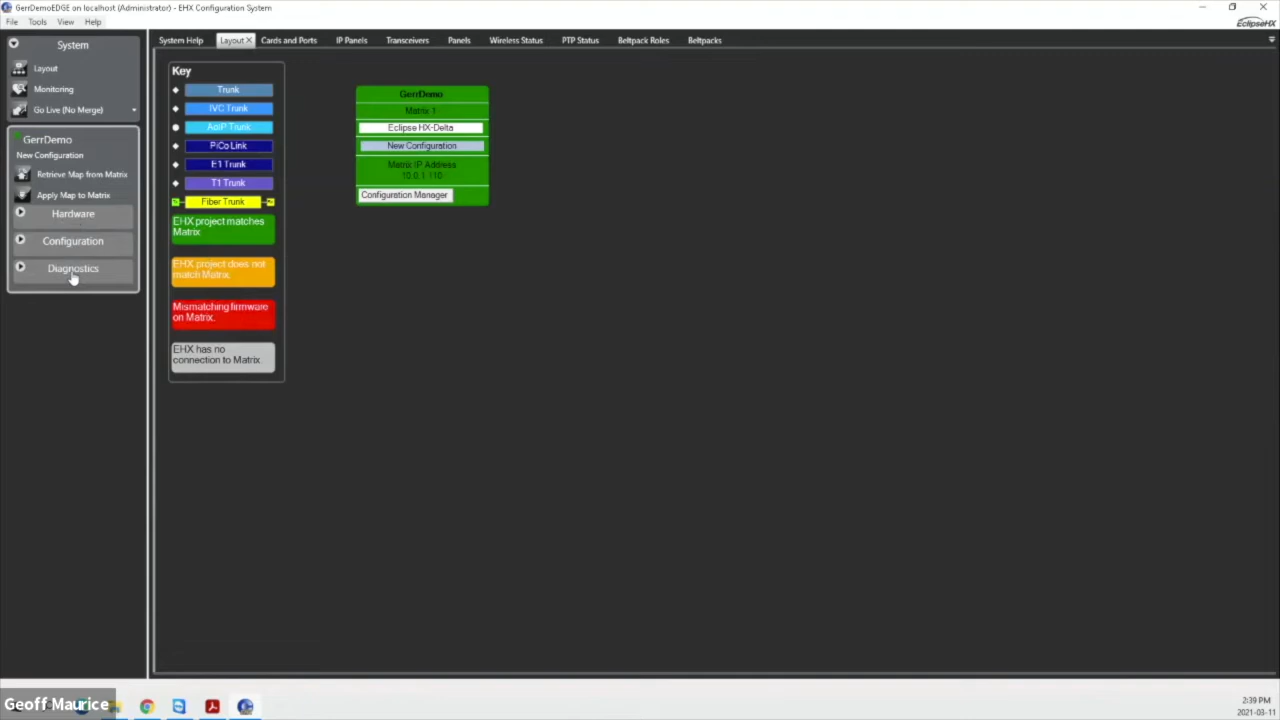 GerrDemoEDGE on localhost (Administrator) - EHX Configuration System
File Tools View Help
EclipseHX
System
Layout
Monitoring
Go Live (No Merge)
GerrDemo
New Configuration
Retrieve Map from Matrix
Apply Map to Matrix
Hardware
Configuration
Diagnostics
System Help Layout Cards and Ports IP Panels Transceivers Panels Wireless Status PTP Status Beltpack Roles Beltpacks
Key
Trunk
IVC Trunk
AoIP Trunk
PiCo Link
E1 Trunk
T1 Trunk
Fiber Trunk
EHX project matches
Matrix
EHX project does not
match Matrix.
Mismatching firmware
on Matrix.
EHX has no
connection to Matrix.
GerrDemo
Matrix 1
Eclipse HX-Delta
New Configuration
Matrix IP Address
10.0.1.110
Configuration Manager
Geoff Maurice
2:39 PM
2021-03-11